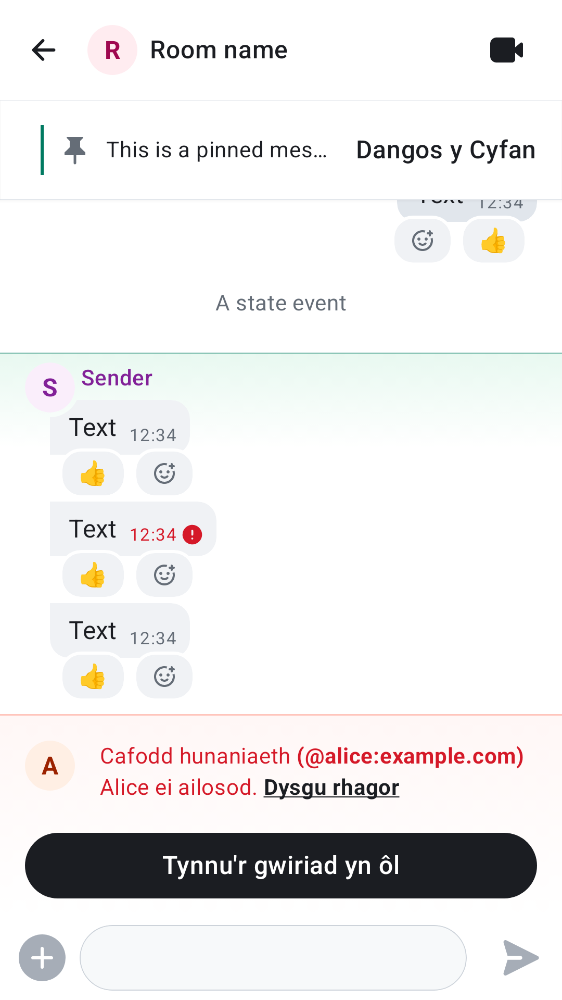 R Room name
This is a pinned mes... Dangos y Cyfan
Text 12:34
👍
A state event
S Sender
Text 12:34
👍
Text 12:34
👍
Text 12:34
👍
A Cafodd hunaniaeth (@alice:example.com)
Alice ei ailosod. Dysgu rhagor
Tynnu'r gwiriad yn ôl